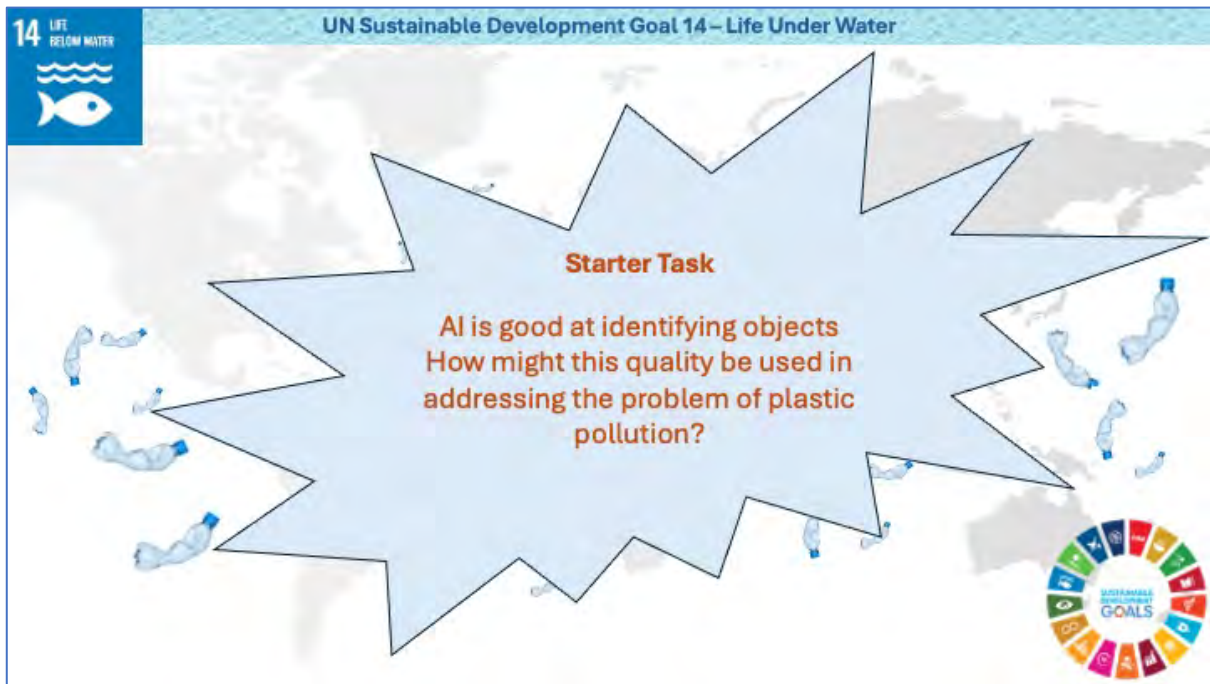 UN Sustainable Development Goal 14 – Life Under Water
14 LIFE
BELOW WATER
Starter Task
AI is good at identifying objects
How might this quality be used in
addressing the problem of plastic
pollution?
SUSTAINABLE
DEVELOPMENT
GOALS